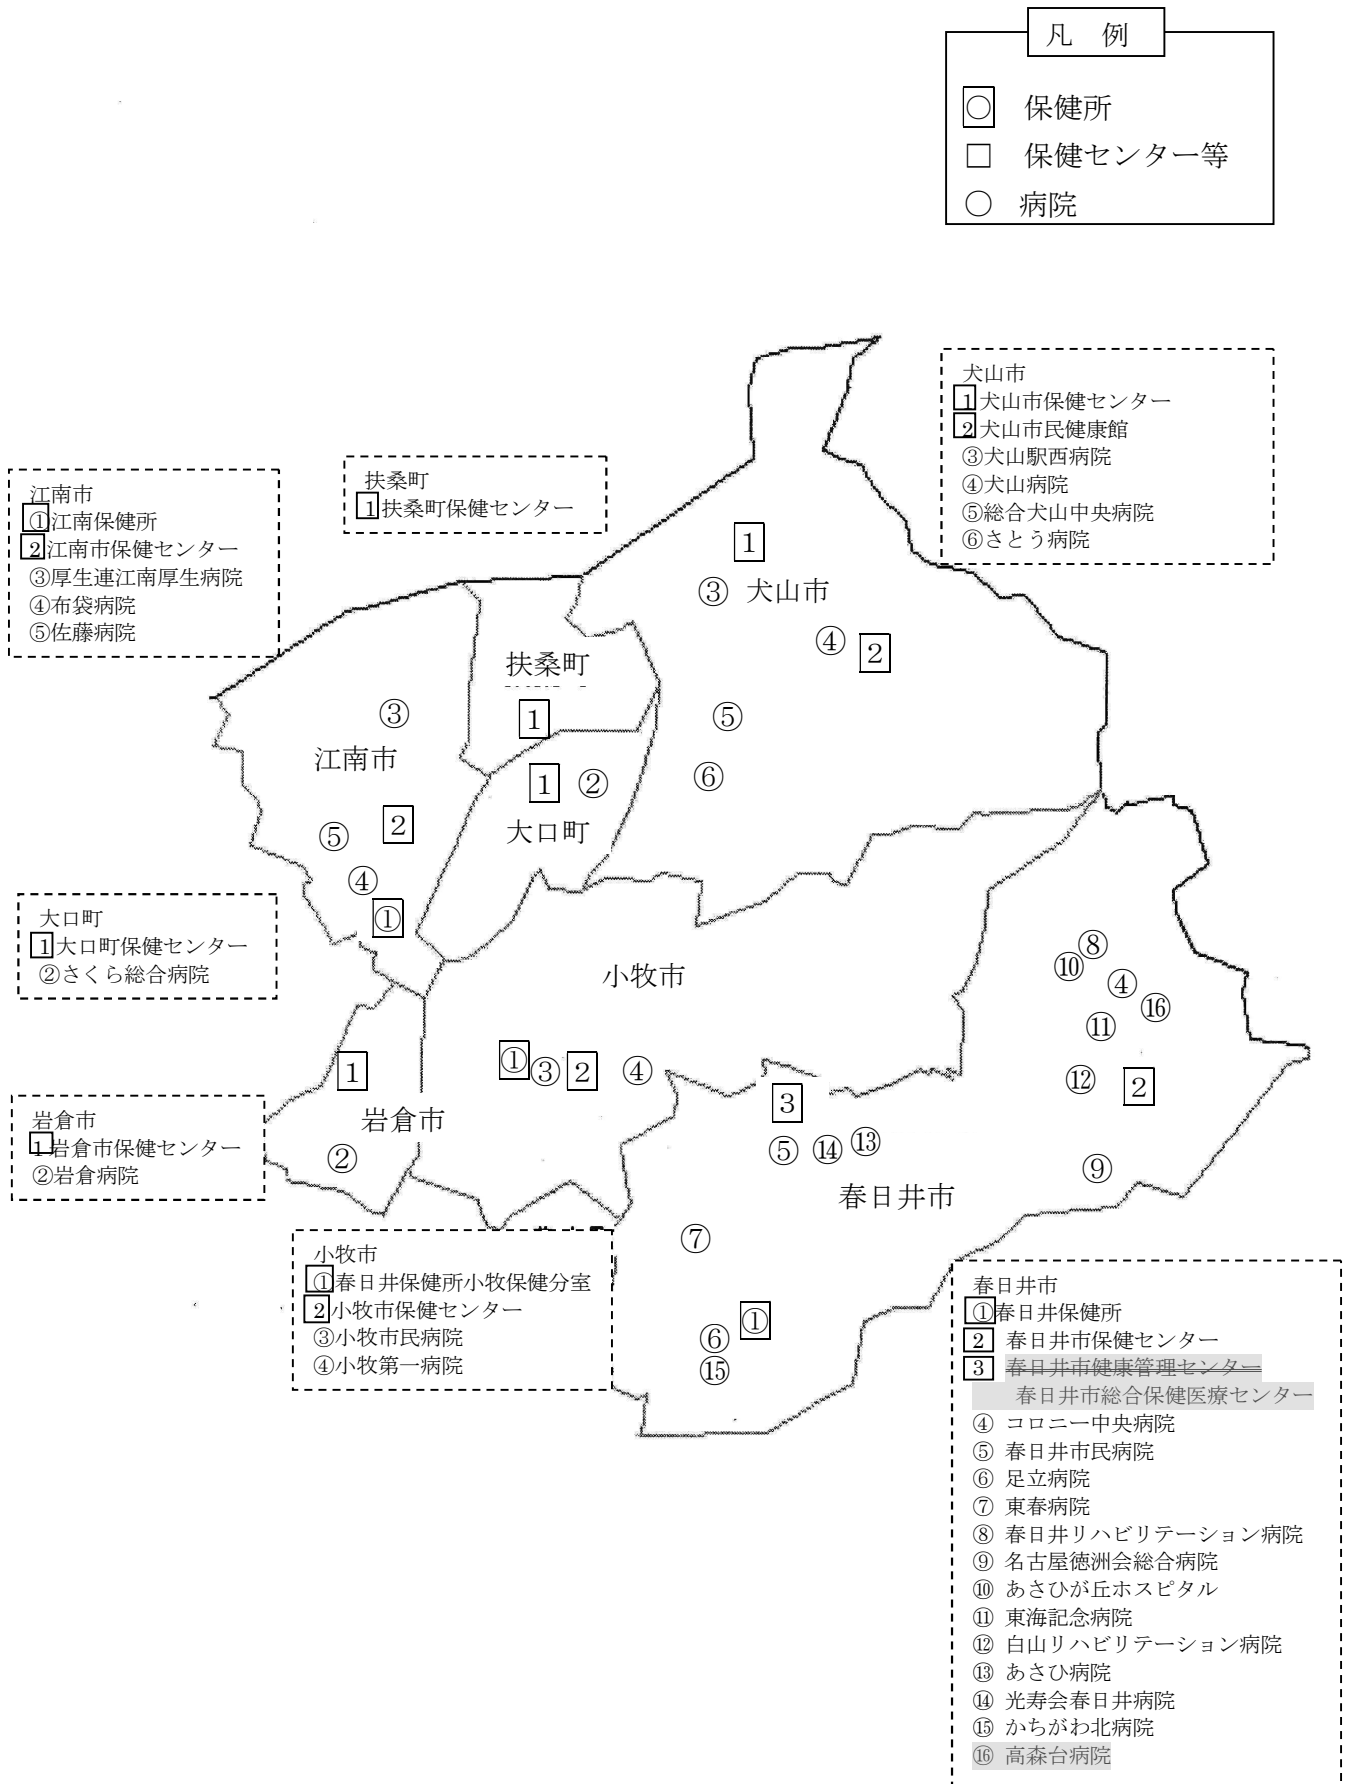 凡　例
保健所
□　保健センター等
○　病院
犬山市
1犬山市保健センター
2犬山市民健康館
③犬山駅西病院
④犬山病院
⑤総合犬山中央病院
⑥さとう病院
扶桑町
1扶桑町保健センター
江南市
①江南保健所
2江南市保健センター
③厚生連江南厚生病院
④布袋病院
⑤佐藤病院
1
③ 犬山市
④ 2
扶桑町
1
⑤
⑥
③
江南市
1 ②
大口町
2
⑤
④
①
大口町
1大口町保健センター
②さくら総合病院
小牧市
⑧
⑩
④
⑯
⑪
① ③ 2 ④
1
⑫ 2
3
岩倉市
⑤ ⑭ ⑬
②
⑨
春日井市
岩倉市
1岩倉市保健センター
②岩倉病院
⑦
①
⑥
⑮
小牧市
①春日井保健所小牧保健分室
2小牧市保健センター
③小牧市民病院
④小牧第一病院
春日井市
①春日井保健所
2 春日井市保健センター
3 春日井市健康管理センター
春日井市総合保健医療センター
④ コロニー中央病院
⑤ 春日井市民病院
⑥ 足立病院
⑦ 東春病院
⑧ 春日井リハビリテーション病院
⑨ 名古屋徳洲会総合病院
⑩ あさひが丘ホスピタル
⑪ 東海記念病院
⑫ 白山リハビリテーション病院
⑬ あさひ病院
⑭ 光寿会春日井病院
⑮ かちがわ北病院
⑯ 高森台病院